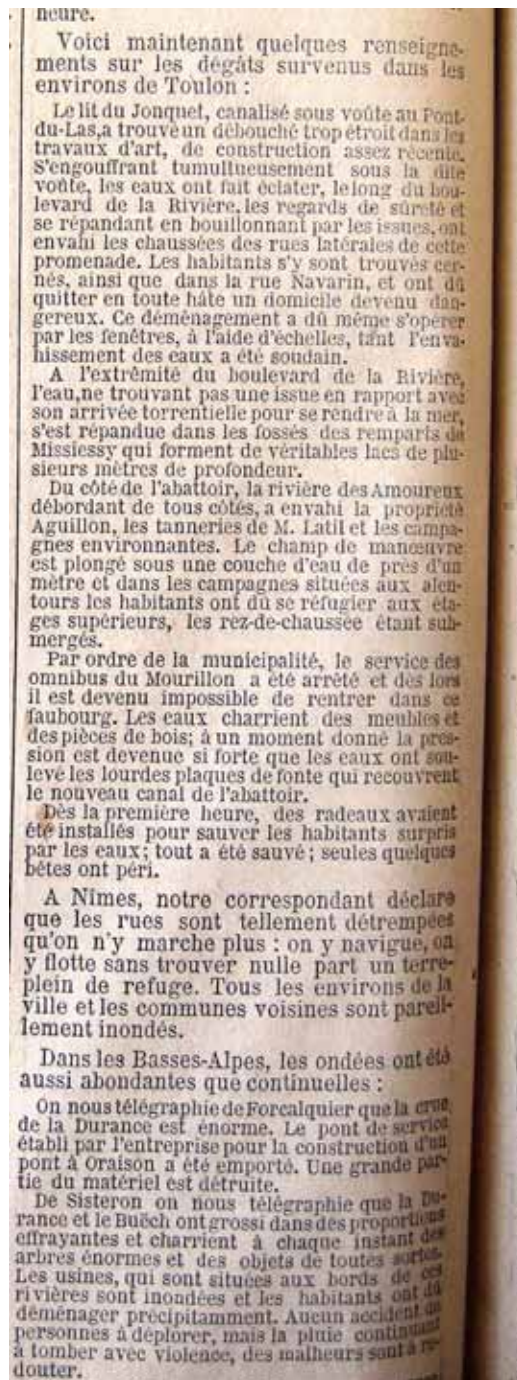 heure.
Voici maintenant quelques renseigne-
ments sur les dégâts survenus dans les
environs de Toulon :
Le lit du Jonquet, canalisé sous voûte au Pont-
du-Las,a trouvé un débouché trop étroit dans les
travaux d'art, de construction assez récente.
S'engouffrant tumultueusement sous la dite
voûte, les eaux ont fait éclater, le long du bou-
levard de la Rivière, les regards de sûreté et
se répandant en bouillonnant par les issues, ont
envahi les chaussées des rues latérales de cette
promenade. Les habitants s'y sont trouvés cer-
nés, ainsi que dans la rue Navarin, et ont dû
quitter en toute hâte un domicile devenu dan-
gereux. Ce déménagement a dû même s'opérer
par les fenêtres, à l'aide d'échelles, tant l'enva-
hissement des eaux a été soudain.
A l'extrêmité du boulevard de la Rivière,
l'eau,ne trouvant pas une issue en rapport avec
son arrivée torrentielle pour se rendre à la mer,
s'est répandue dans les fossés des remparts de
Missiessy qui forment de véritables lacs de plu-
sieurs mètres de profondeur.
Du côté de l'abattoir, la rivière des Amoureux
débordant de tous côtés, a envahi la propriété
Aguillon, les tanneries de M. Latil et les campa-
gnes environnantes. Le champ de manœuvre
est plongé sous une couche d'eau de près d'un
mètre et dans les campagnes situées aux alen-
tours les habitants ont dû se réfugier aux éta-
ges supérieurs, les rez-de-chaussée étant sub-
mergés.
Par ordre de la municipalité, le service des
omnibus du Mourillon a été arrêté et dès lors
il est devenu impossible de rentrer dans ce
faubourg. Les eaux charrient des meubles et
des pièces de bois; à un moment donné la pres-
sion est devenue si forte que les eaux ont sou-
levé les lourdes plaques de fonte qui recouvrent
le nouveau canal de l'abattoir.
Dès la première heure, des radeaux avaient
été installés pour sauver les habitants surpris
par les eaux; tout a été sauvé; seules quelques
bêtes ont péri.
A Nîmes, notre correspondant déclare
que les rues sont tellement détrempées
qu'on n'y marche plus : on y navigue, on
y flotte sans trouver nulle part un terre-
plein de refuge. Tous les environs de la
ville et les communes voisines sont pareil-
lement inondés.
Dans les Basses-Alpes, les ondées ont été
aussi abondantes que continuelles :
On nous télégraphie de Forcalquier que la crue
de la Durance est énorme. Le pont de service
établi par l'entreprise pour la construction d'un
pont à Oraison a été emporté. Une grande par-
tie du matériel est détruite.
De Sisteron on nous télégraphie que la Du-
rance et le Buëch ont grossi dans des proportions
effrayantes et charrient à chaque instant des
arbres énormes et des objets de toutes sortes.
Les usines, qui sont situées aux bords de ces
rivières sont inondées et les habitants ont dû
déménager précipitamment. Aucun accident de
personnes à déplorer, mais la pluie continuant
à tomber avec violence, des malheurs sont à re-
douter.